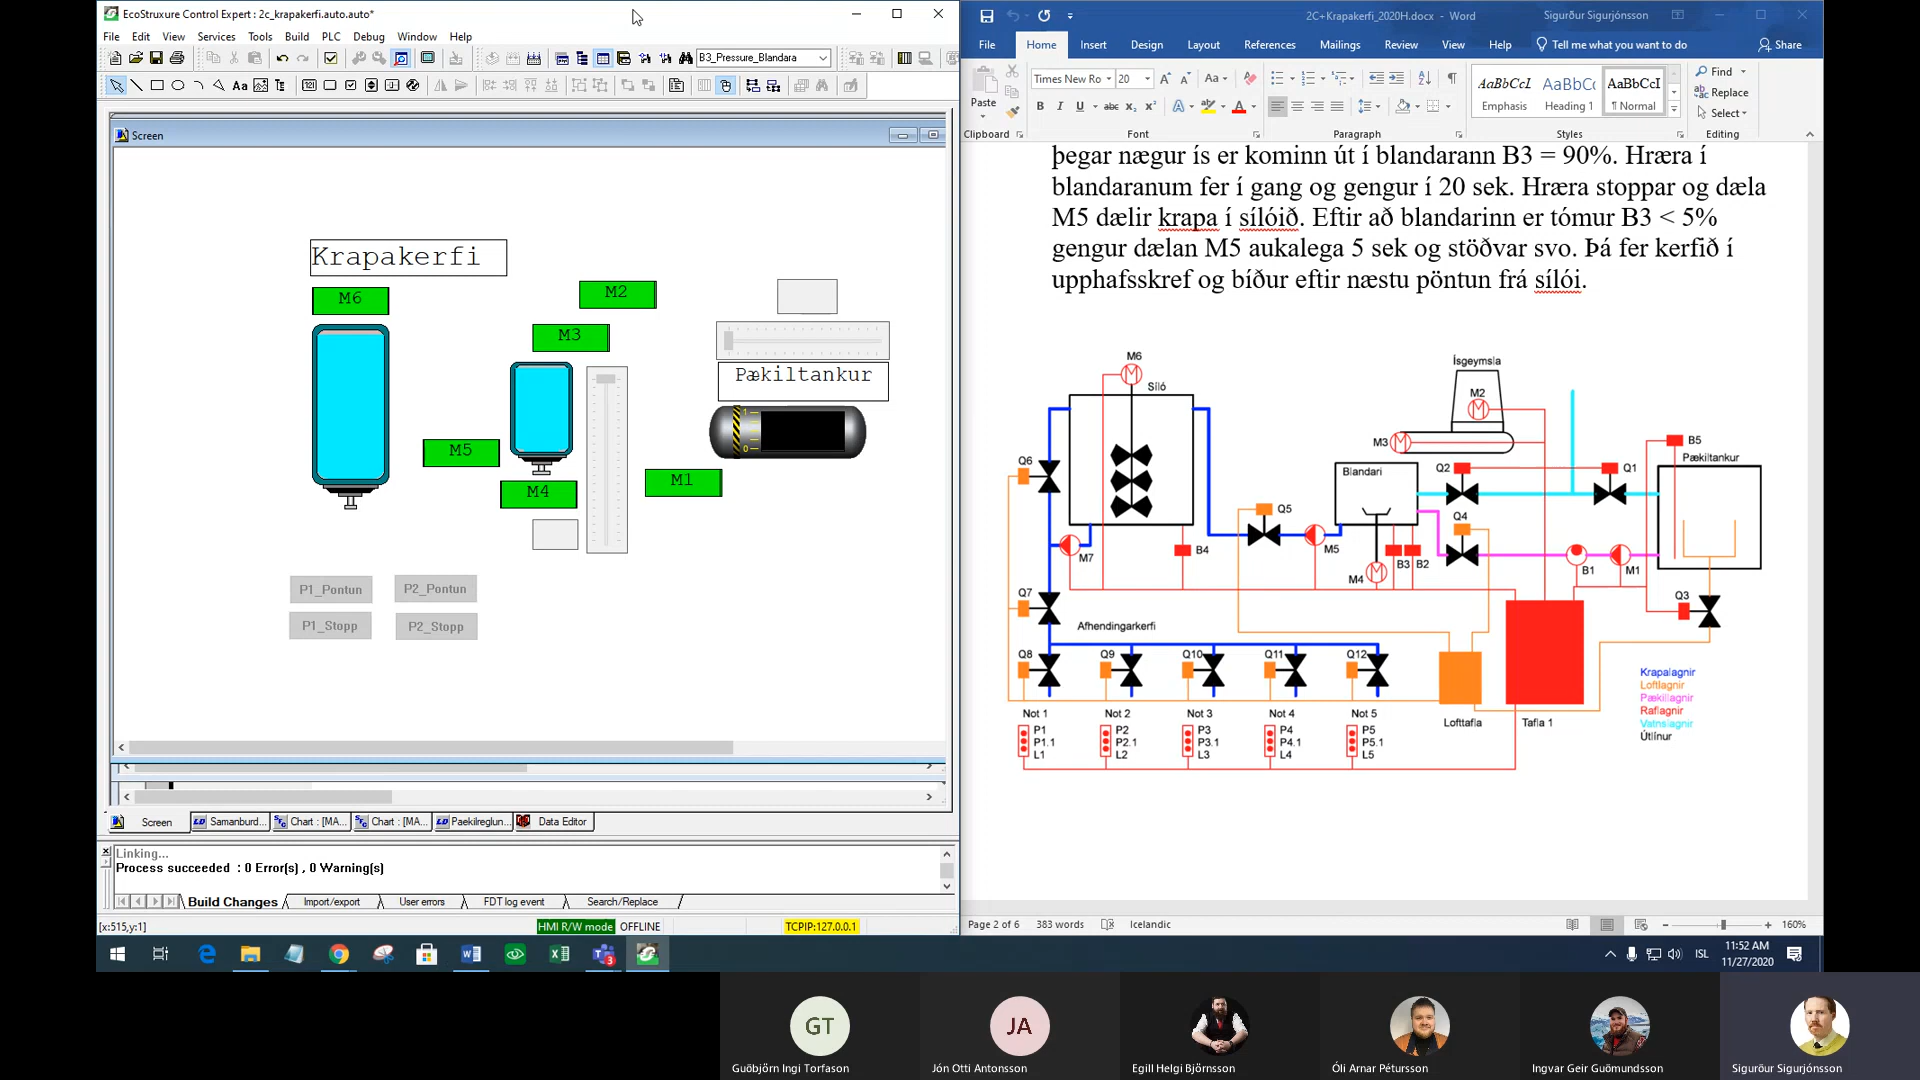 EcoStruxure Control Expert : 2c_krapakerfi.auto.auto*
File Edit View Services Tools Build PLC Debug Window Help
B3_Pressure_Blandara
Screen
Krapakerfi
M6
M2
M3
Pækiltankur
M5
M4
M1
P1_Pontun P2_Pontun
P1_Stopp P2_Stopp
Screen Samanburd... Chart : [MA... Chart : [MA... Paekilreglun... Data Editor
Linking...
Process succeeded : 0 Error(s) , 0 Warning(s)
Build Changes Import/export User errors FDT log event Search/Replace
[x:515,y:1] HMI R/W mode OFFLINE TCPIP:127.0.0.1
2C+Krapakerfi_2020H.docx - Word Sigurður Sigurjónsson
File Home Insert Design Layout References Mailings Review View Help Tell me what you want to do Share
Paste
Times New Ro 20
AaBbCcI AaBbCc AaBbCcI
Emphasis Heading 1 ¶ Normal
Find
Replace
Select
Clipboard Font Paragraph Styles Editing
þegar nægur ís er kominn út í blandarann B3 = 90%. Hræra í
blandaranum fer í gang og gengur í 20 sek. Hræra stoppar og dæla
M5 dælir krapa í sílóið. Eftir að blandarinn er tómur B3 < 5%
gengur dælan M5 aukalega 5 sek og stöðvar svo. Þá fer kerfið í
upphafsskref og bíður eftir næstu pöntun frá sílói.
M6
Síló
Ísgeymsla
M2
M3
B5
Pækiltankur
Q6
Blandari
Q2
Q1
Q5
Q4
M7
B4
M5
B3 B2
M4
B1
M1
Q7
Q3
Afhendingarkerfi
Q8 Q9 Q10 Q11 Q12
Krapalagnir
Loftlagnir
Pækillagnir
Raflagnir
Vatnslagnir
Útlínur
Not 1 Not 2 Not 3 Not 4 Not 5
Lofttafla Tafla 1
P1 P2 P3 P4 P5
P1.1 P2.1 P3.1 P4.1 P5.1
L1 L2 L3 L4 L5
Page 2 of 6 383 words Icelandic 160%
ÍSL
11:52 AM
11/27/2020
GT
JA
Guðbjörn Ingi Torfason
Jón Otti Antonsson
Egill Helgi Björnsson
Óli Arnar Pétursson
Ingvar Geir Guðmundsson
Sigurður Sigurjónsson